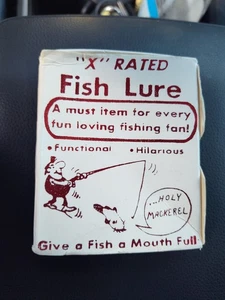 "X" RATED
Fish Lure
A must item for every
fun loving fishing fan!
• Functional • Hilarious
...HOLY
MACKEREL
Give a Fish a Mouth Full